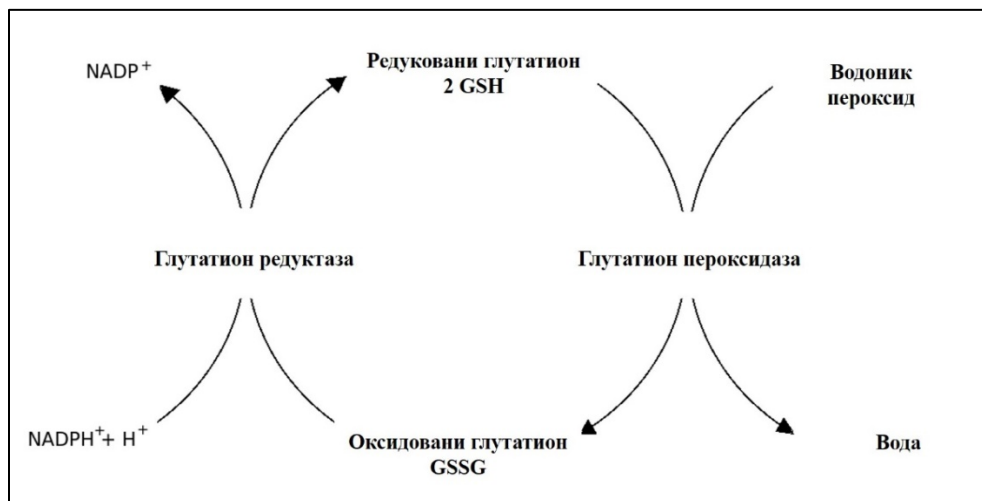 NADP⁺
Редуковани глутатион
2 GSH
Водоник
пероксид
Глутатион редуктаза
Глутатион пероксидаза
NADPH⁺+ H⁺
Оксидовани глутатион
GSSG
Вода